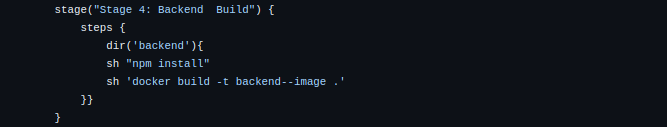 stage("Stage 4: Backend  Build") {
steps {
dir('backend'){
sh "npm install"
sh 'docker build -t backend--image .'
}}
}